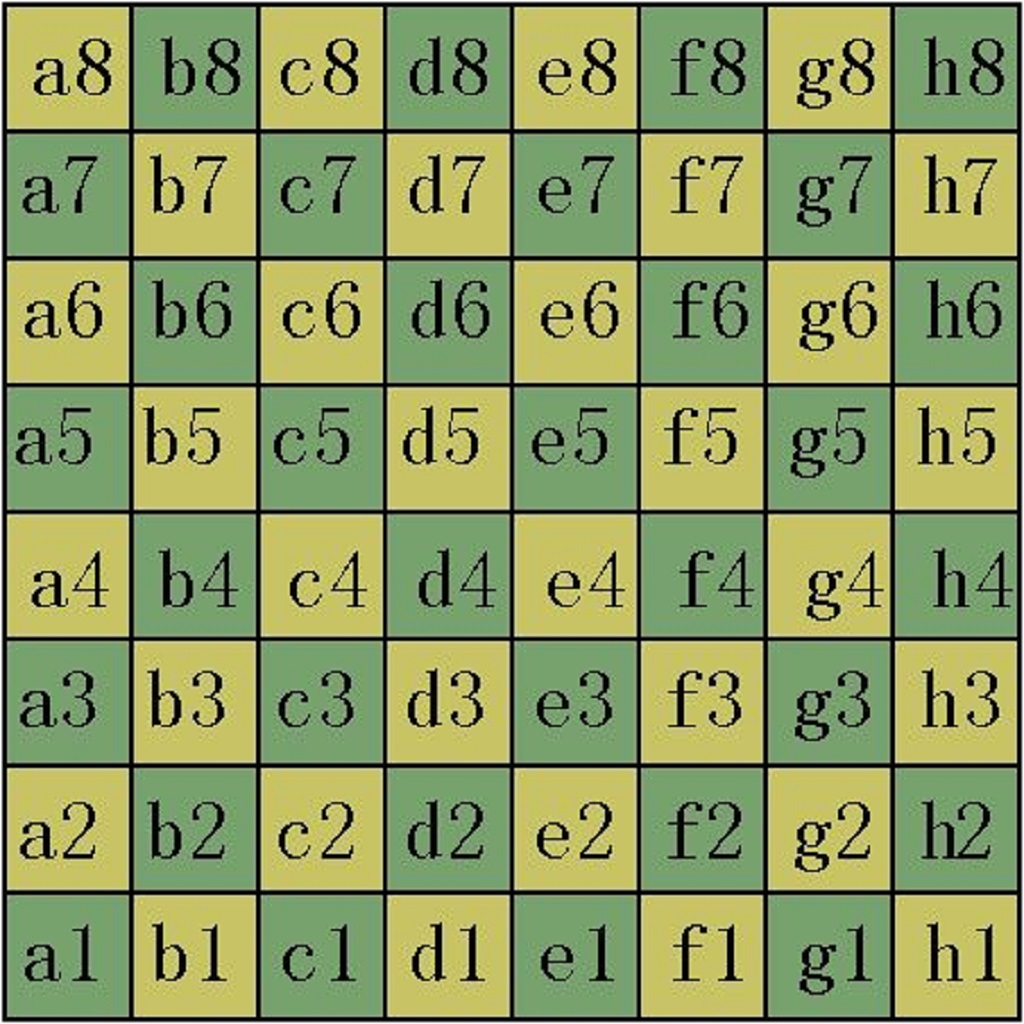 a8 b8 c8 d8 e8 f8 g8 h8
a7 b7 c7 d7 e7 f7 g7 h7
a6 b6 c6 d6 e6 f6 g6 h6
a5 b5 c5 d5 e5 f5 g5 h5
a4 b4 c4 d4 e4 f4 g4 h4
a3 b3 c3 d3 e3 f3 g3 h3
a2 b2 c2 d2 e2 f2 g2 h2
a1 b1 c1 d1 e1 f1 g1 h1